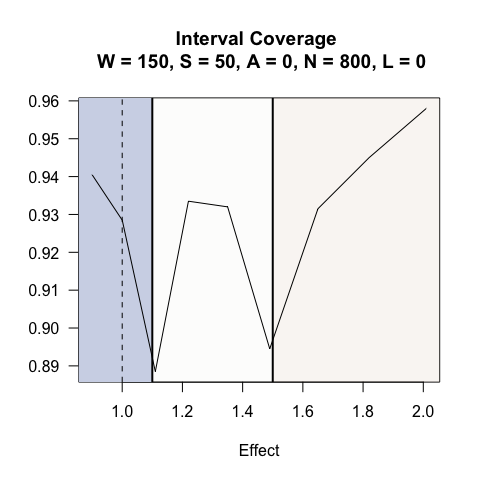 Interval Coverage
W = 150, S = 50, A = 0, N = 800, L = 0
0.96
0.95
0.94
0.93
0.92
0.91
0.90
0.89
1.0 1.2 1.4 1.6 1.8 2.0
Effect